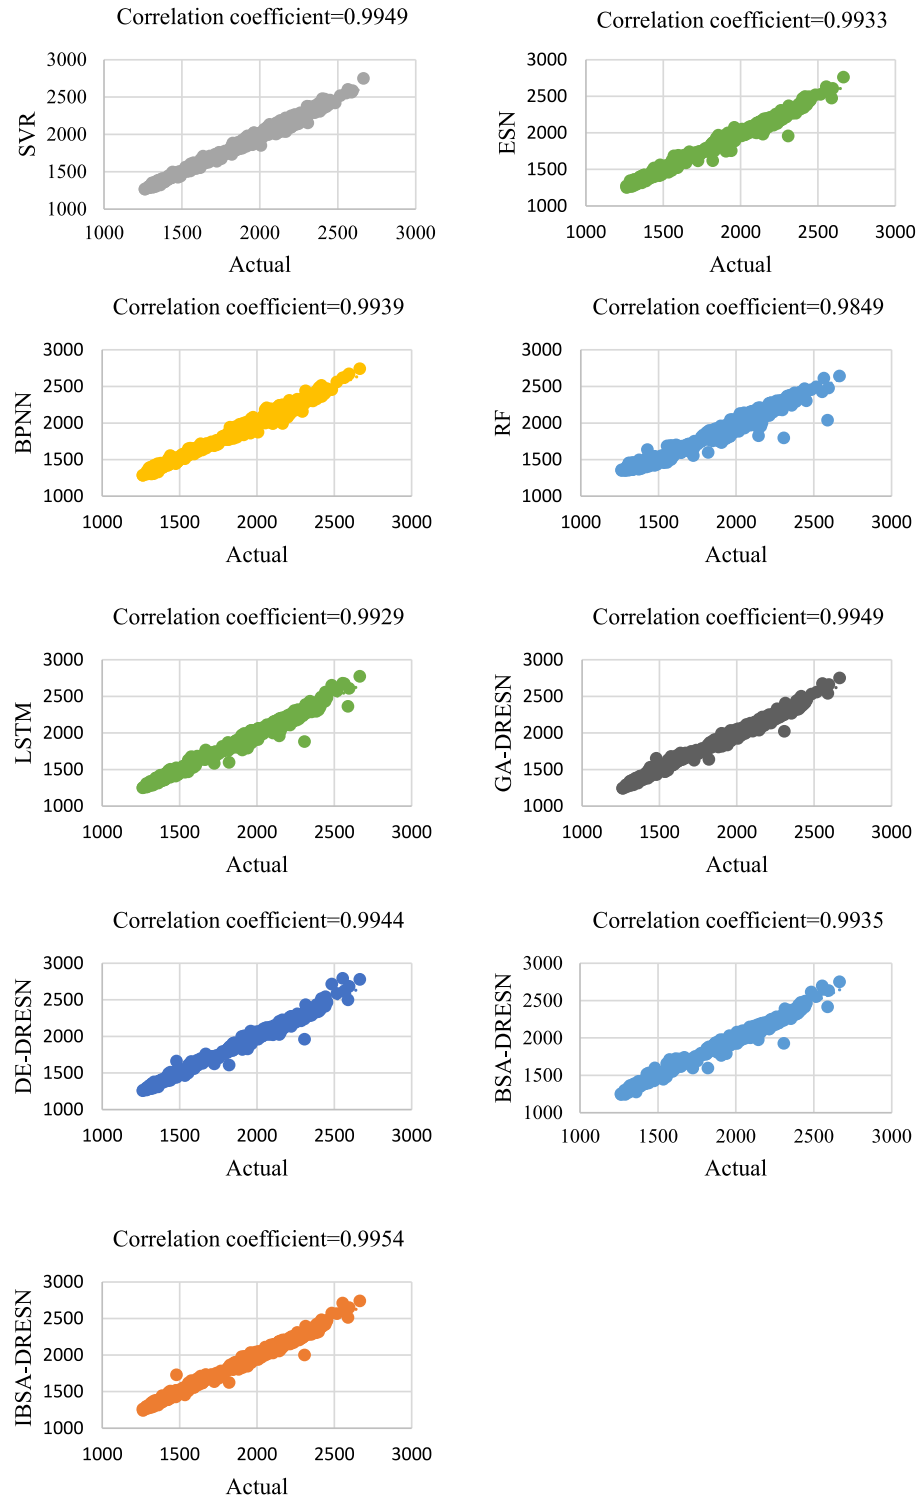 Correlation coefficient=0.9949
3000
2500
2000
1500
1000
1000 1500 2000 2500 3000
SVR
Actual
Correlation coefficient=0.9933
3000
2500
2000
1500
1000
1000 1500 2000 2500 3000
ESN
Actual
Correlation coefficient=0.9939
3000
2500
2000
1500
1000
1000 1500 2000 2500 3000
BPNN
Actual
Correlation coefficient=0.9849
3000
2500
2000
1500
1000
1000 1500 2000 2500 3000
RF
Actual
Correlation coefficient=0.9929
3000
2500
2000
1500
1000
1000 1500 2000 2500 3000
LSTM
Actual
Correlation coefficient=0.9949
3000
2500
2000
1500
1000
1000 1500 2000 2500 3000
GA-DRESN
Actual
Correlation coefficient=0.9944
3000
2500
2000
1500
1000
1000 1500 2000 2500 3000
DE-DRESN
Actual
Correlation coefficient=0.9935
3000
2500
2000
1500
1000
1000 1500 2000 2500 3000
BSA-DRESN
Actual
Correlation coefficient=0.9954
3000
2500
2000
1500
1000
1000 1500 2000 2500 3000
IBSA-DRESN
Actual